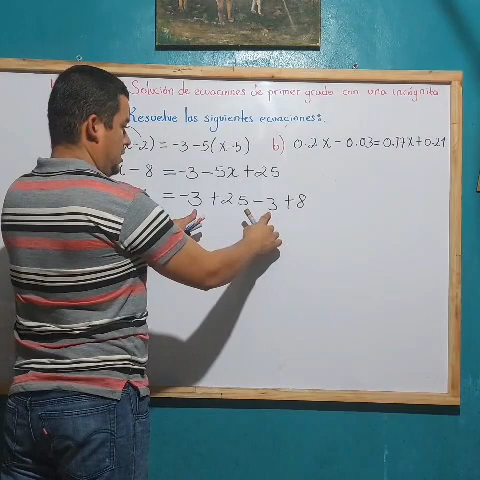 Solución de ecuaciones de primer grado con una incógnita
Resuelve las siguientes ecuaciones:
x-2) = -3-5(x-5) b) 0.2x - 0.03 = 0.17x + 0.21
x - 8 = -3 - 5x + 25
= -3 + 25 - 3 + 8